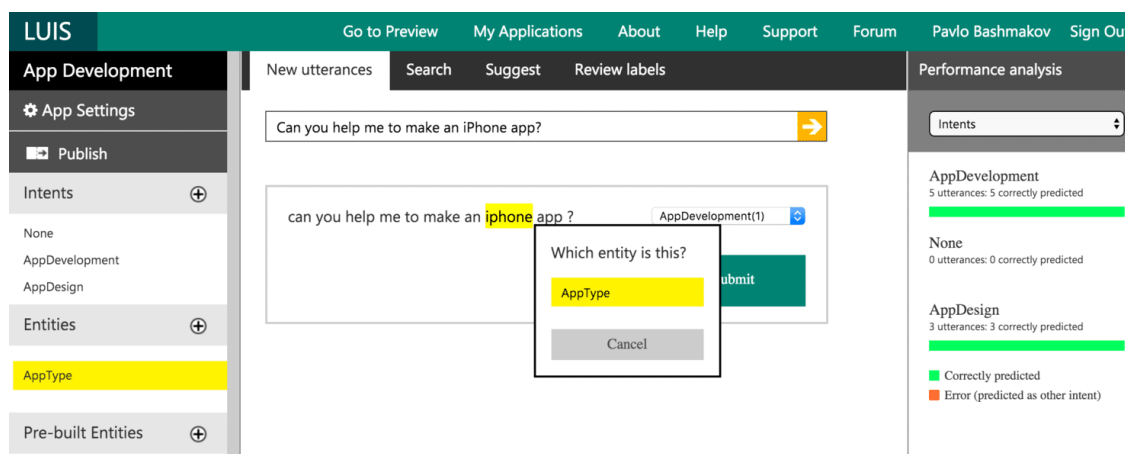 LUIS
Go to Preview My Applications About Help Support Forum Pavlo Bashmakov Sign Ou
App Development
App Settings
Publish
Intents
None
AppDevelopment
AppDesign
Entities
AppType
Pre-built Entities
New utterances Search Suggest Review labels
Can you help me to make an iPhone app?
can you help me to make an iphone app ? AppDevelopment(1)
Which entity is this?
AppType
ubmit
Cancel
Performance analysis
Intents
AppDevelopment
5 utterances: 5 correctly predicted
None
0 utterances: 0 correctly predicted
AppDesign
3 utterances: 3 correctly predicted
Correctly predicted
Error (predicted as other intent)